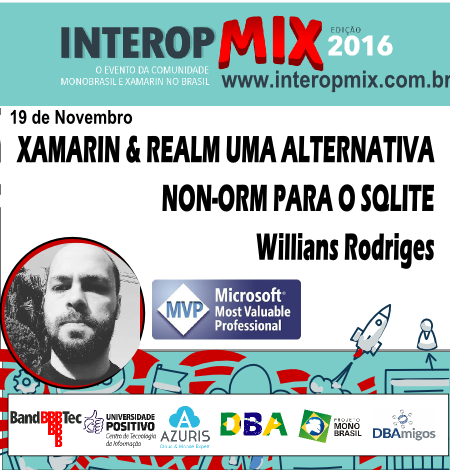 INTEROP MIX EDIÇÃO 2016
O EVENTO DA COMUNIDADE
MONOBRASIL E XAMARIN NO BRASIL
www.interopmix.com.br
19 de Novembro
XAMARIN & REALM UMA ALTERNATIVA
NON-ORM PARA O SQLITE
Willians Rodriges
MVP
Microsoft®
Most Valuable
Professional
BandTec
UNIVERSIDADE
POSITIVO
Centro de Tecnologia
da Informação
AZURIS
DBA
PROJETO
MONO
BRASIL
DBAmigos